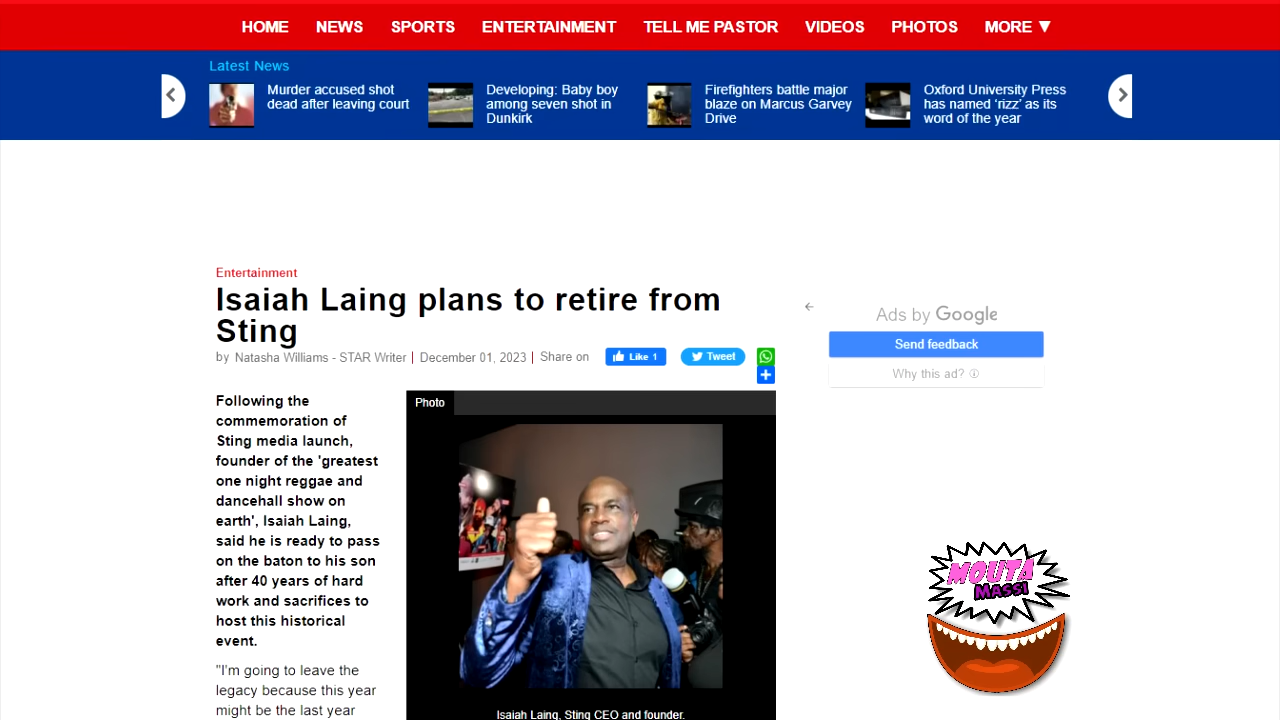 HOME NEWS SPORTS ENTERTAINMENT TELL ME PASTOR VIDEOS PHOTOS MORE ▼
Latest News
Murder accused shot
dead after leaving court
Developing: Baby boy
among seven shot in
Dunkirk
Firefighters battle major
blaze on Marcus Garvey
Drive
Oxford University Press
has named ‘rizz’ as its
word of the year
Entertainment
Isaiah Laing plans to retire from
Sting
by Natasha Williams - STAR Writer | December 01, 2023 | Share on
Like 1
Tweet
Following the
commemoration of
Sting media launch,
founder of the 'greatest
one night reggae and
dancehall show on
earth', Isaiah Laing,
said he is ready to pass
on the baton to his son
after 40 years of hard
work and sacrifices to
host this historical
event.
"I'm going to leave the
legacy because this year
might be the last year
Photo
Isaiah Laing, Sting CEO and founder.
Ads by Google
Send feedback
Why this ad?
MOUTA
MASSI